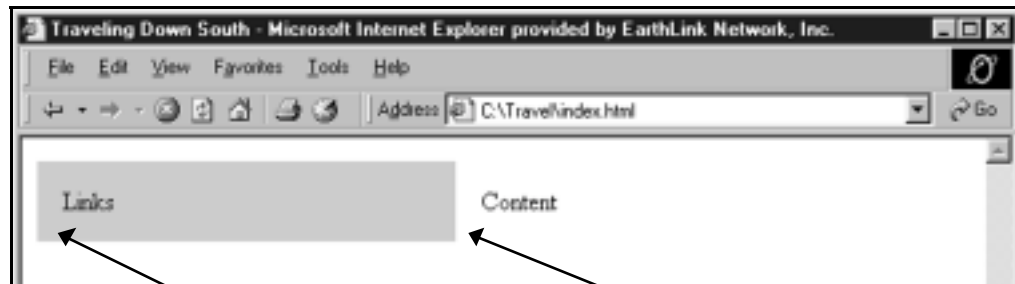 Traveling Down South - Microsoft Internet Explorer provided by EarthLink Network, Inc.
File Edit View Favorites Tools Help
Address C:\Travel\index.html Go
Links Content